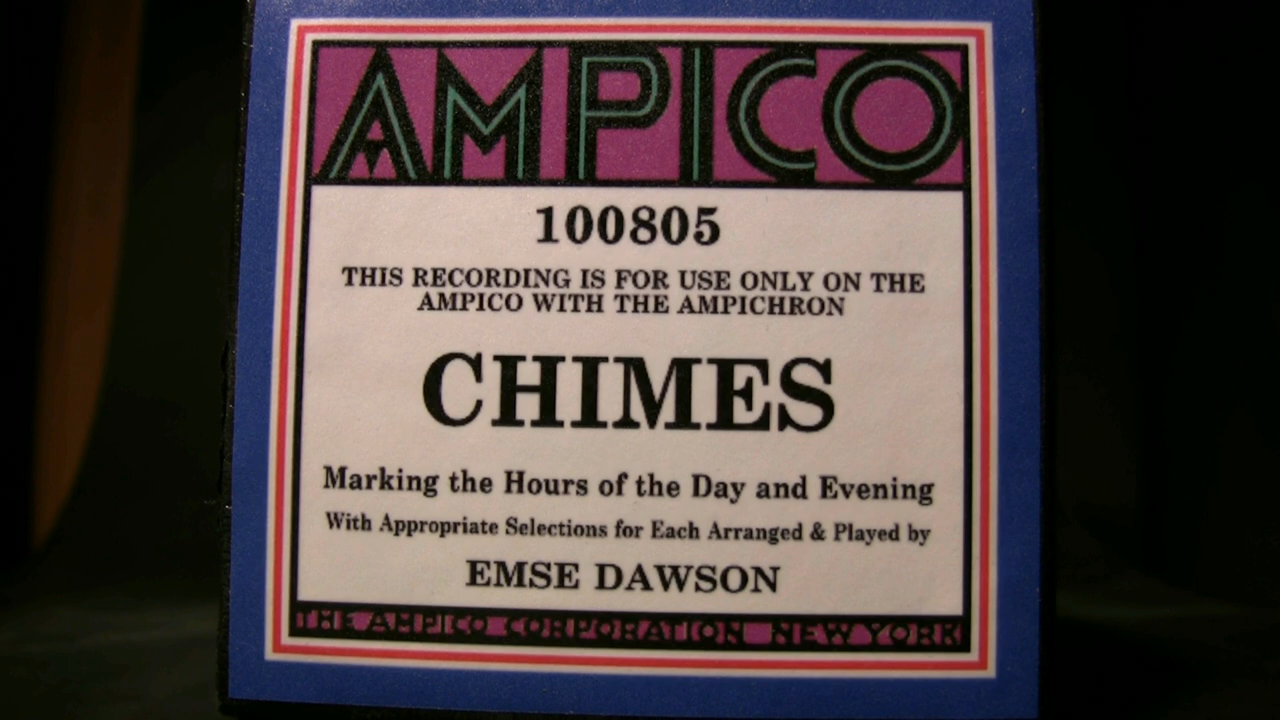 AMPICO
100805
THIS RECORDING IS FOR USE ONLY ON THE
AMPICO WITH THE AMPICHRON
CHIMES
Marking the Hours of the Day and Evening
With Appropriate Selections for Each Arranged & Played by
EMSE DAWSON
THE AMPICO CORPORATION NEW YORK